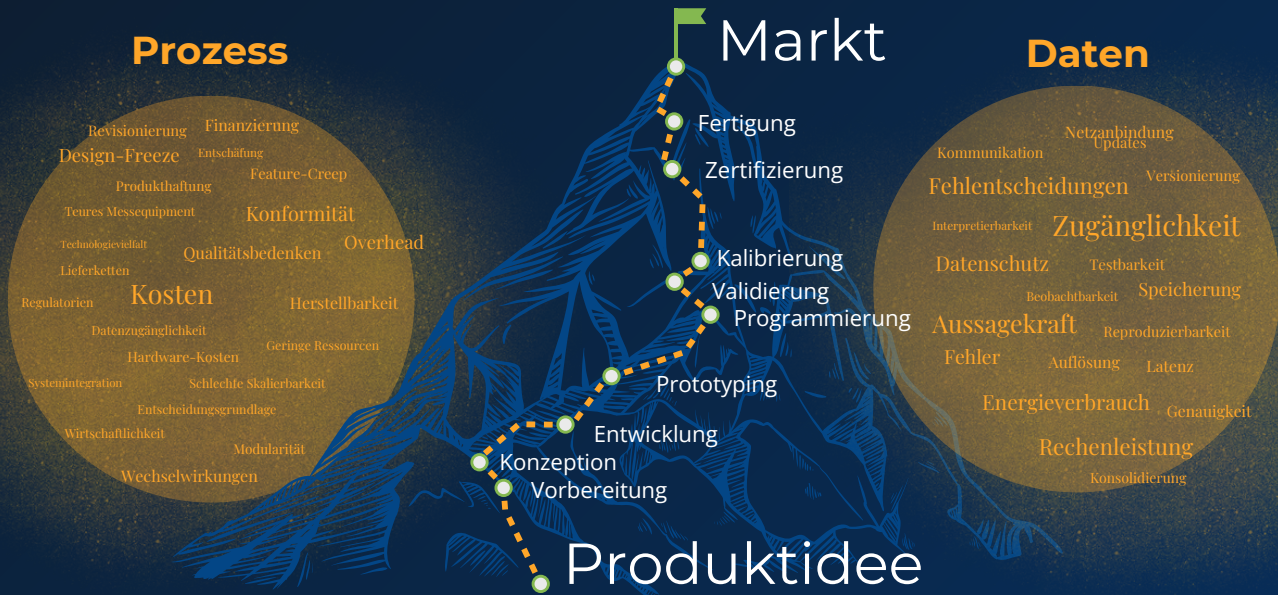 Prozess
Revisionierung
Finanzierung
Design-Freeze
Entschäfung
Feature-Creep
Produkthaftung
Teures Messequipment
Konformität
Technologievielfalt
Qualitätsbedenken
Overhead
Lieferketten
Kosten
Regulatorien
Herstellbarkeit
Datenzugänglichkeit
Geringe Ressourcen
Hardware-Kosten
Systemintegration
Schlechte Skalierbarkeit
Entscheidungsgrundlage
Wirtschaftlichkeit
Modularität
Wechselwirkungen
Markt
Fertigung
Zertifizierung
Kalibrierung
Validierung
Programmierung
Prototyping
Entwicklung
Konzeption
Vorbereitung
Produktidee
Daten
Netzanbindung
Updates
Kommunikation
Versionierung
Fehlentscheidungen
Interpretierbarkeit
Zugänglichkeit
Datenschutz
Testbarkeit
Beobachtbarkeit
Speicherung
Aussagekraft
Reproduzierbarkeit
Fehler
Auflösung
Latenz
Energieverbrauch
Genauigkeit
Rechenleistung
Konsolidierung